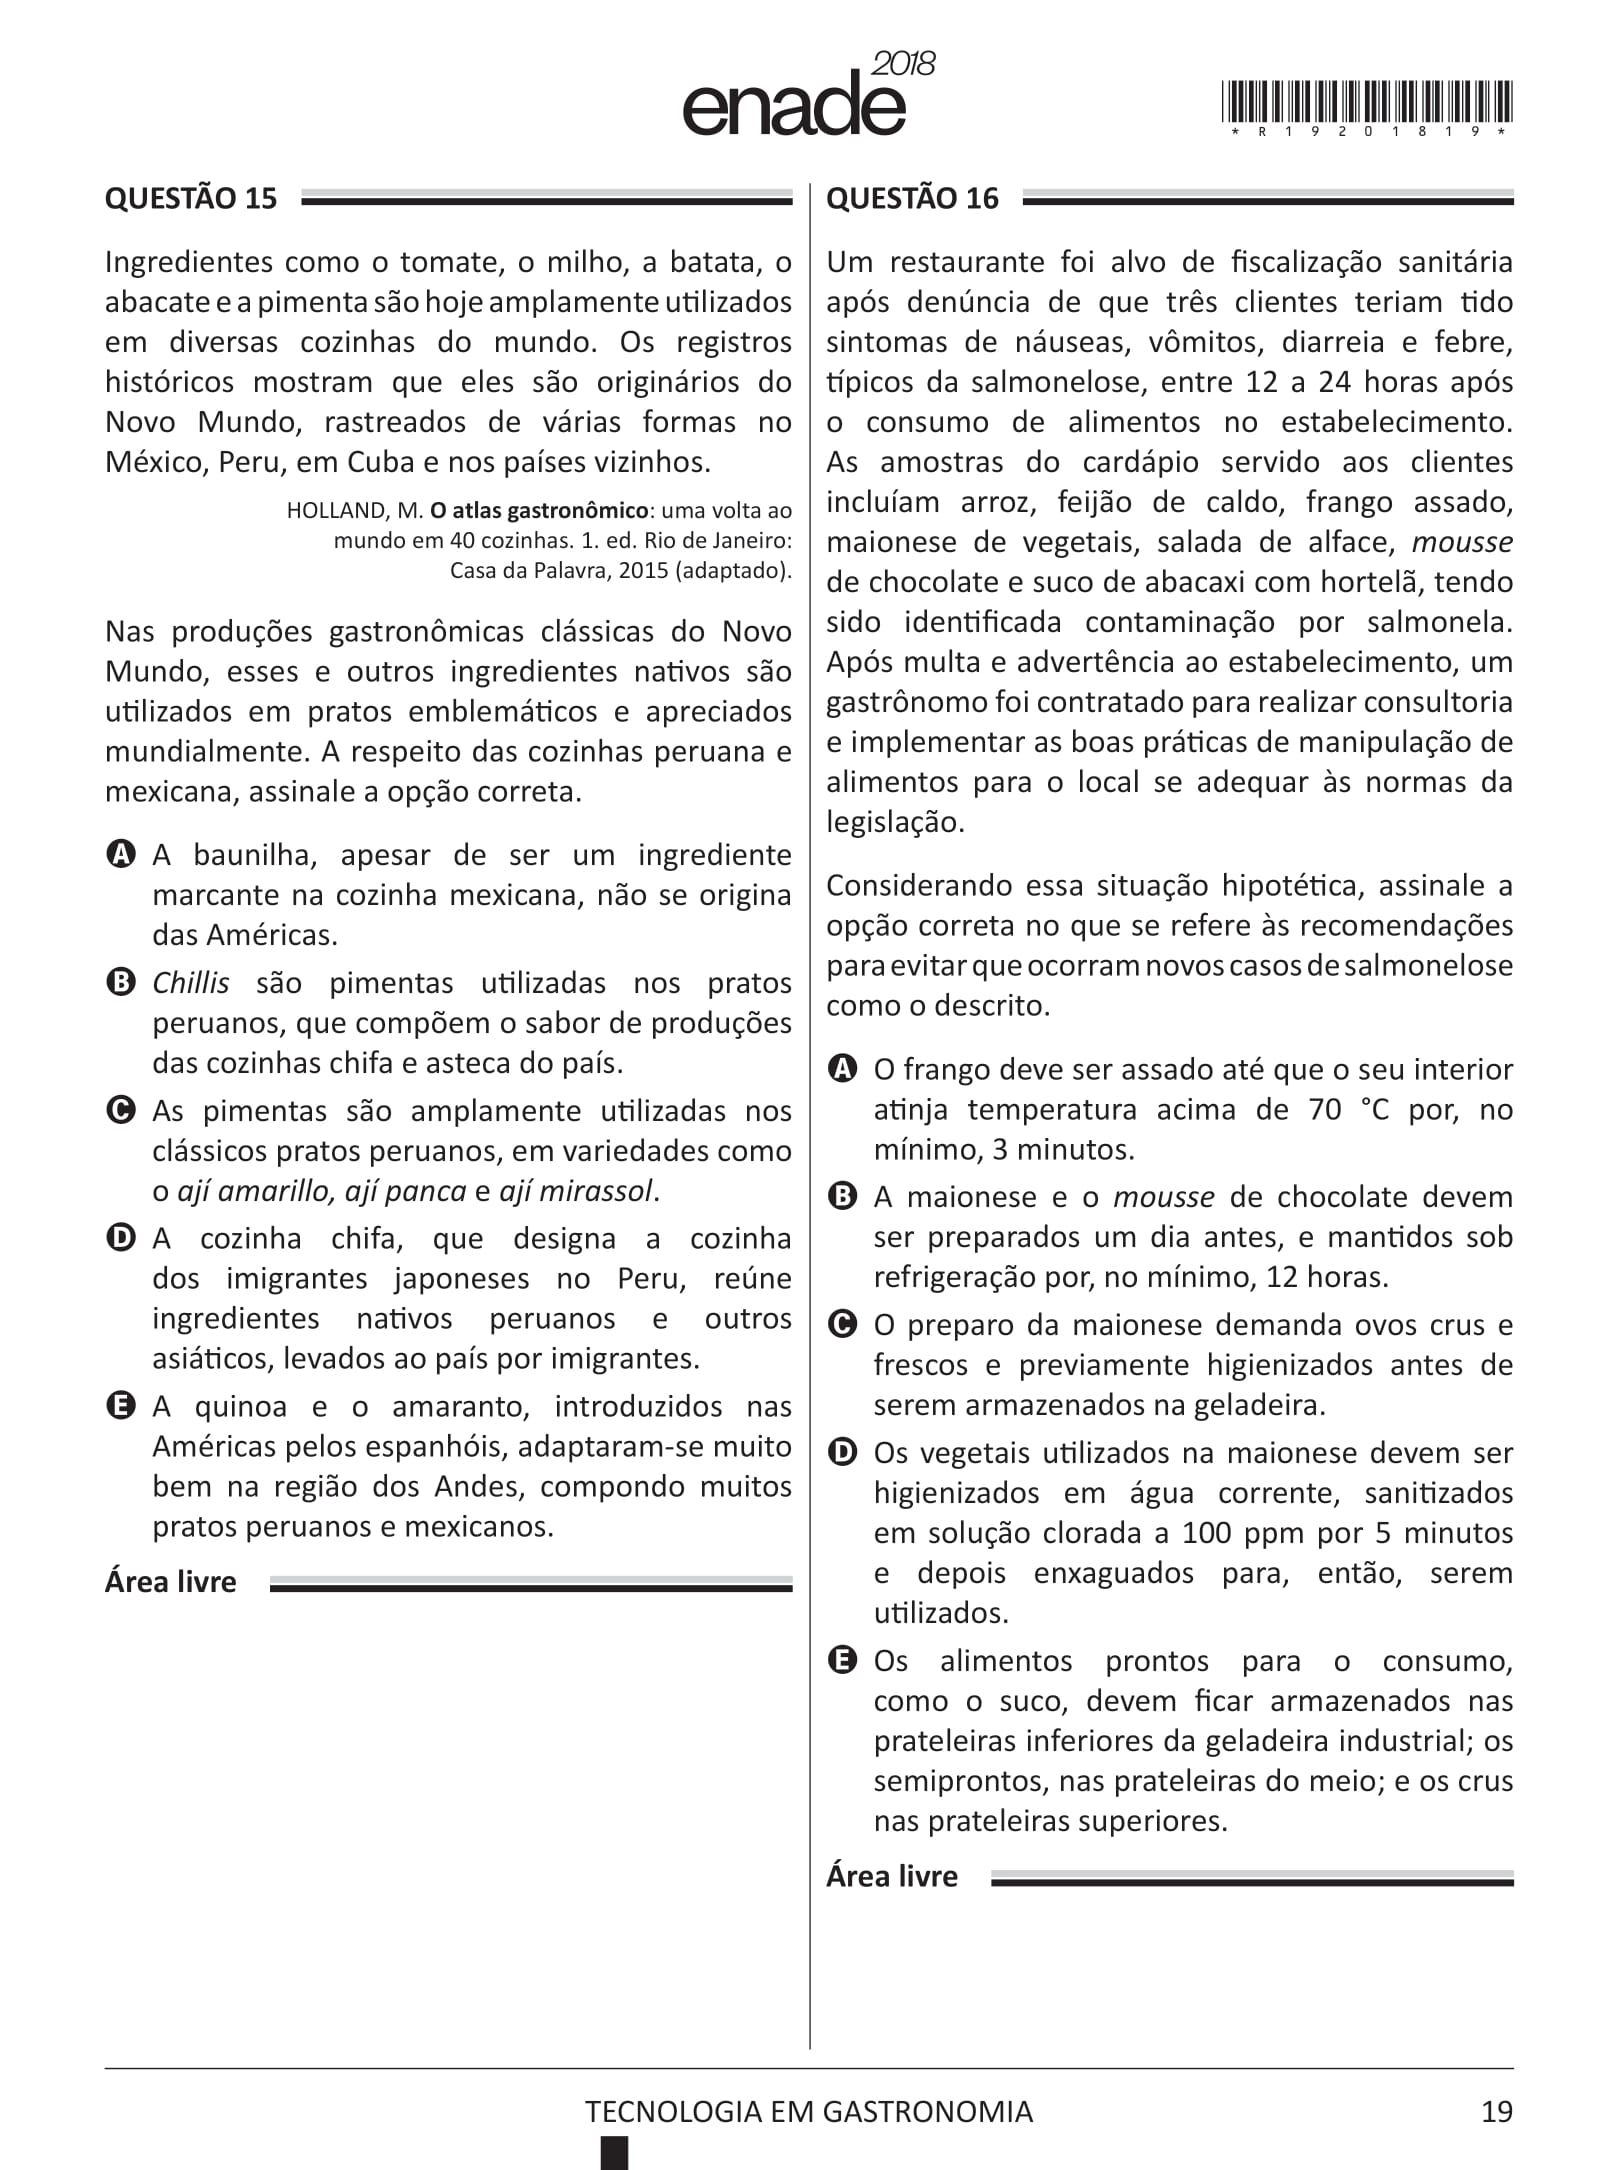 enade 2018
*R19201819*
QUESTÃO 15
Ingredientes como o tomate, o milho, a batata, o
abacate e a pimenta são hoje amplamente utilizados
em diversas cozinhas do mundo. Os registros
históricos mostram que eles são originários do
Novo Mundo, rastreados de várias formas no
México, Peru, em Cuba e nos países vizinhos.
HOLLAND, M. O atlas gastronômico: uma volta ao
mundo em 40 cozinhas. 1. ed. Rio de Janeiro:
Casa da Palavra, 2015 (adaptado).
Nas produções gastronômicas clássicas do Novo
Mundo, esses e outros ingredientes nativos são
utilizados em pratos emblemáticos e apreciados
mundialmente. A respeito das cozinhas peruana e
mexicana, assinale a opção correta.
A A baunilha, apesar de ser um ingrediente
marcante na cozinha mexicana, não se origina
das Américas.
B Chillis são pimentas utilizadas nos pratos
peruanos, que compõem o sabor de produções
das cozinhas chifa e asteca do país.
C As pimentas são amplamente utilizadas nos
clássicos pratos peruanos, em variedades como
o ají amarillo, ají panca e ají mirassol.
D A cozinha chifa, que designa a cozinha
dos imigrantes japoneses no Peru, reúne
ingredientes nativos peruanos e outros
asiáticos, levados ao país por imigrantes.
E A quinoa e o amaranto, introduzidos nas
Américas pelos espanhóis, adaptaram-se muito
bem na região dos Andes, compondo muitos
pratos peruanos e mexicanos.
Área livre
QUESTÃO 16
Um restaurante foi alvo de fiscalização sanitária
após denúncia de que três clientes teriam tido
sintomas de náuseas, vômitos, diarreia e febre,
típicos da salmonelose, entre 12 a 24 horas após
o consumo de alimentos no estabelecimento.
As amostras do cardápio servido aos clientes
incluíam arroz, feijão de caldo, frango assado,
maionese de vegetais, salada de alface, mousse
de chocolate e suco de abacaxi com hortelã, tendo
sido identificada contaminação por salmonela.
Após multa e advertência ao estabelecimento, um
gastrônomo foi contratado para realizar consultoria
e implementar as boas práticas de manipulação de
alimentos para o local se adequar às normas da
legislação.
Considerando essa situação hipotética, assinale a
opção correta no que se refere às recomendações
para evitar que ocorram novos casos de salmonelose
como o descrito.
A O frango deve ser assado até que o seu interior
atinja temperatura acima de 70 °C por, no
mínimo, 3 minutos.
B A maionese e o mousse de chocolate devem
ser preparados um dia antes, e mantidos sob
refrigeração por, no mínimo, 12 horas.
C O preparo da maionese demanda ovos crus e
frescos e previamente higienizados antes de
serem armazenados na geladeira.
D Os vegetais utilizados na maionese devem ser
higienizados em água corrente, sanitizados
em solução clorada a 100 ppm por 5 minutos
e depois enxaguados para, então, serem
utilizados.
E Os alimentos prontos para o consumo,
como o suco, devem ficar armazenados nas
prateleiras inferiores da geladeira industrial; os
semiprontos, nas prateleiras do meio; e os crus
nas prateleiras superiores.
Área livre
TECNOLOGIA EM GASTRONOMIA
19